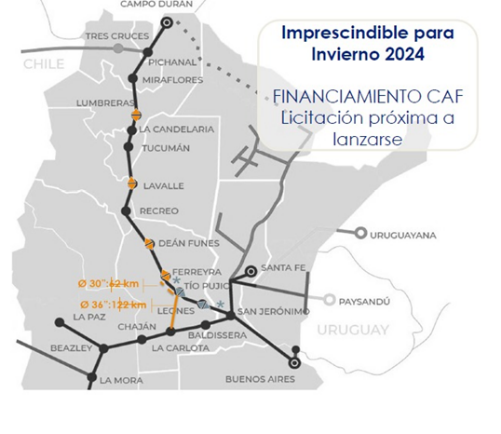 CAMPO DURAN
TRES CRUCES
CHILE
PICHANAL
MIRAFLORES
LUMBRERAS
LA CANDELARIA
TUCUMÁN
LAVALLE
RECREO
DEÁN FUNES
FERREYRA
Ø 30":62 km
TÍO PUJIO
Ø 36":122 km
LEONES
SANTA FE
SAN JERÓNIMO
LA PAZ
CHAJÁN
BALDISSERA
BEAZLEY
LA CARLOTA
LA MORA
BUENOS AIRES
URUGUAYANA
PAYSANDÚ
URUGUAY
Imprescindible para
Invierno 2024
FINANCIAMIENTO CAF
Licitación próxima a
lanzarse